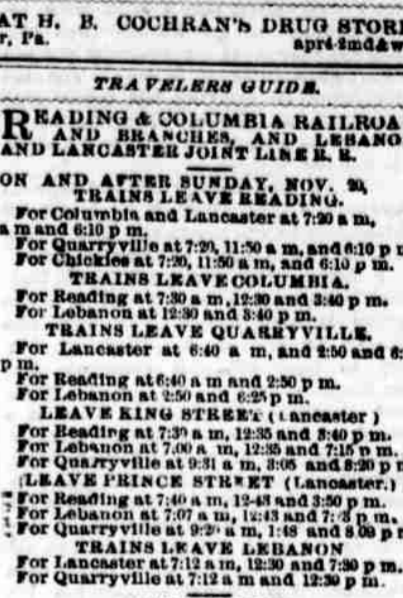 AT H. B. COCHRAN'S DRUG STORE
r, Pa. apr4-2md&w
TRAVELERS GUIDE.
READING & COLUMBIA RAILROA
AND BRANCHES, AND LEBANO
AND LANCASTER JOINT LINE R. R.
ON AND AFTER SUNDAY, NOV. 20,
TRAINS LEAVE READING.
For Columbia and Lancaster at 7:20 a m,
a m and 6:10 p m.
For Quarryville at 7:20, 11:50 a m, and 6:10 p m
For Chickies at 7:20, 11:50 a m, and 6:10 p m.
TRAINS LEAVE COLUMBIA.
For Reading at 7:30 a m, 12:30 and 3:40 p m.
For Lebanon at 12:30 and 3:40 p m.
TRAINS LEAVE QUARRYVILLE.
For Lancaster at 6:40 a m, and 2:50 and 6:
p m.
For Reading at 6:40 a m and 2:50 p m.
For Lebanon at 2:50 and 6:25 p m.
LEAVE KING STREET (Lancaster )
For Reading at 7:30 a m, 12:35 and 3:40 p m.
For Lebanon at 7.00 a m, 12:35 and 7:15 p m.
For Quarryville at 9:31 a m, 3:05 and 8:20 p m
LEAVE PRINCE STREET (Lancaster.)
For Reading at 7:40 a m, 12-43 and 3:50 p m.
For Lebanon at 7:07 a m, 12:43 and p m.
For Quarryville at a m, 1:48 and 8 09 p m
TRAINS LEAVE LEBANON
For Lancaster at 7:12 a m, 12:30 and 7:30 p m.
For Quarryville at 7:12 a m and 12:30 p m.